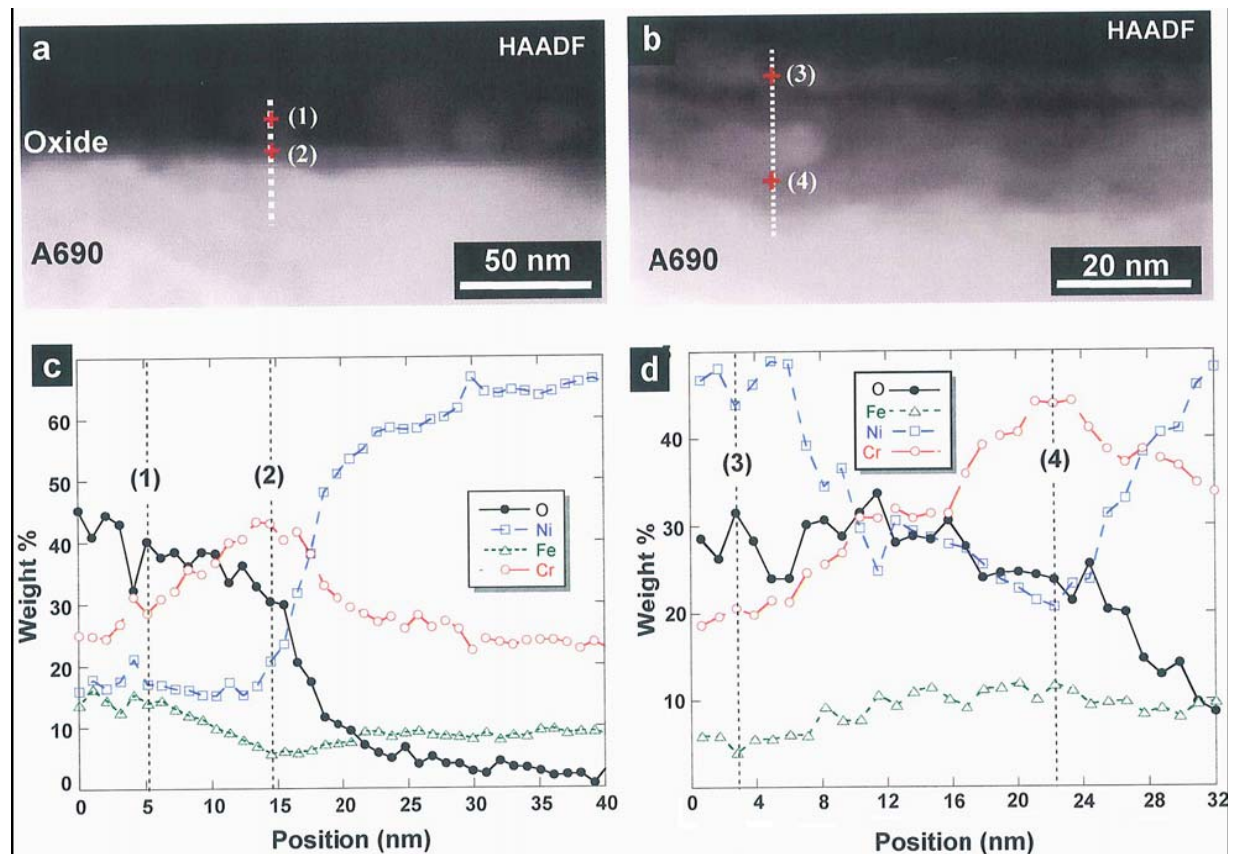 a
HAADF
(1)
Oxide
(2)
A690
50 nm
b
HAADF
(3)
(4)
A690
20 nm
c
Weight %
60
50
40
30
20
10
0
(1)
(2)
O
Ni
Fe
Cr
0
5
10
15
20
25
30
35
40
Position (nm)
d
Weight %
40
30
20
10
(3)
(4)
O
Fe
Ni
Cr
0
4
8
12
16
20
24
28
32
Position (nm)